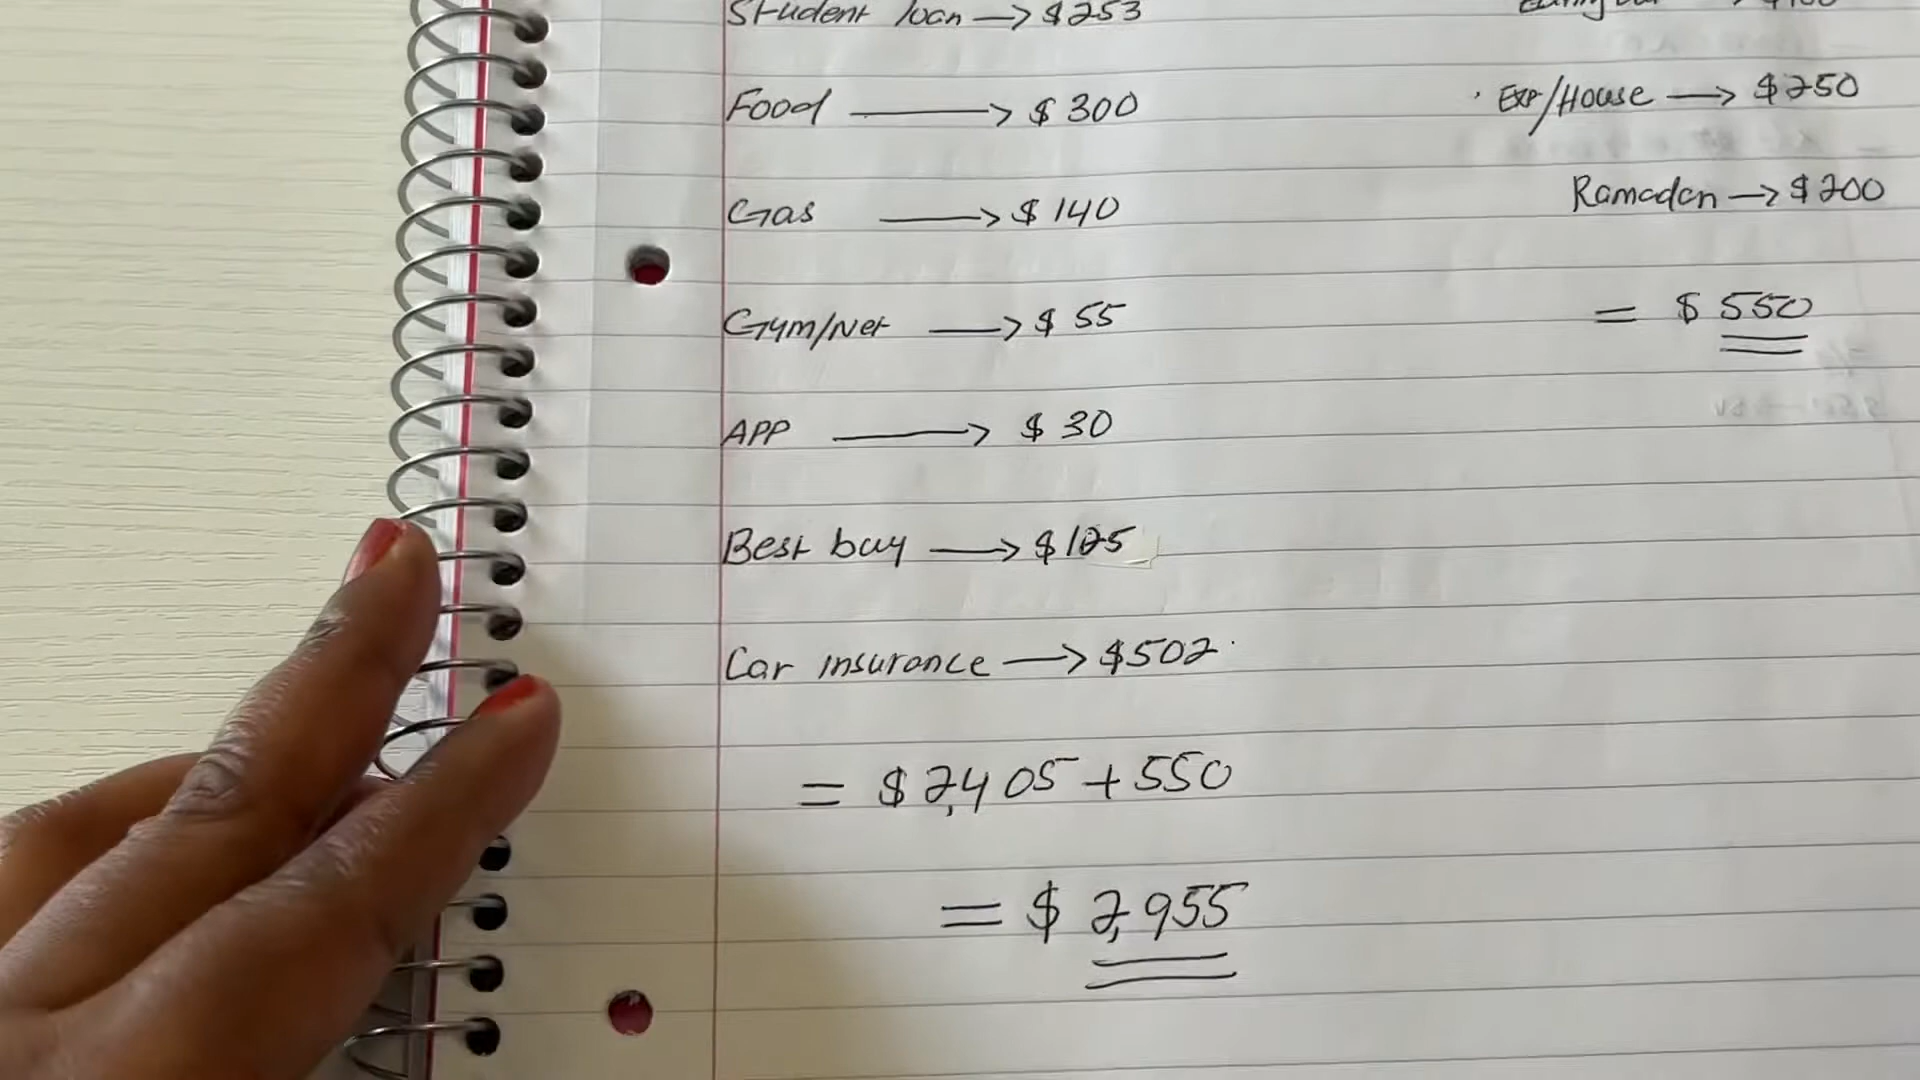 Student loan → $253
Food → $300
Gas → $140
Gym/Net → $55
APP → $30
Best buy → $125
Car insurance → $502
= $2,405 + 550
= $2,955
Exp/House → $250
Ramadan → $200
= $550